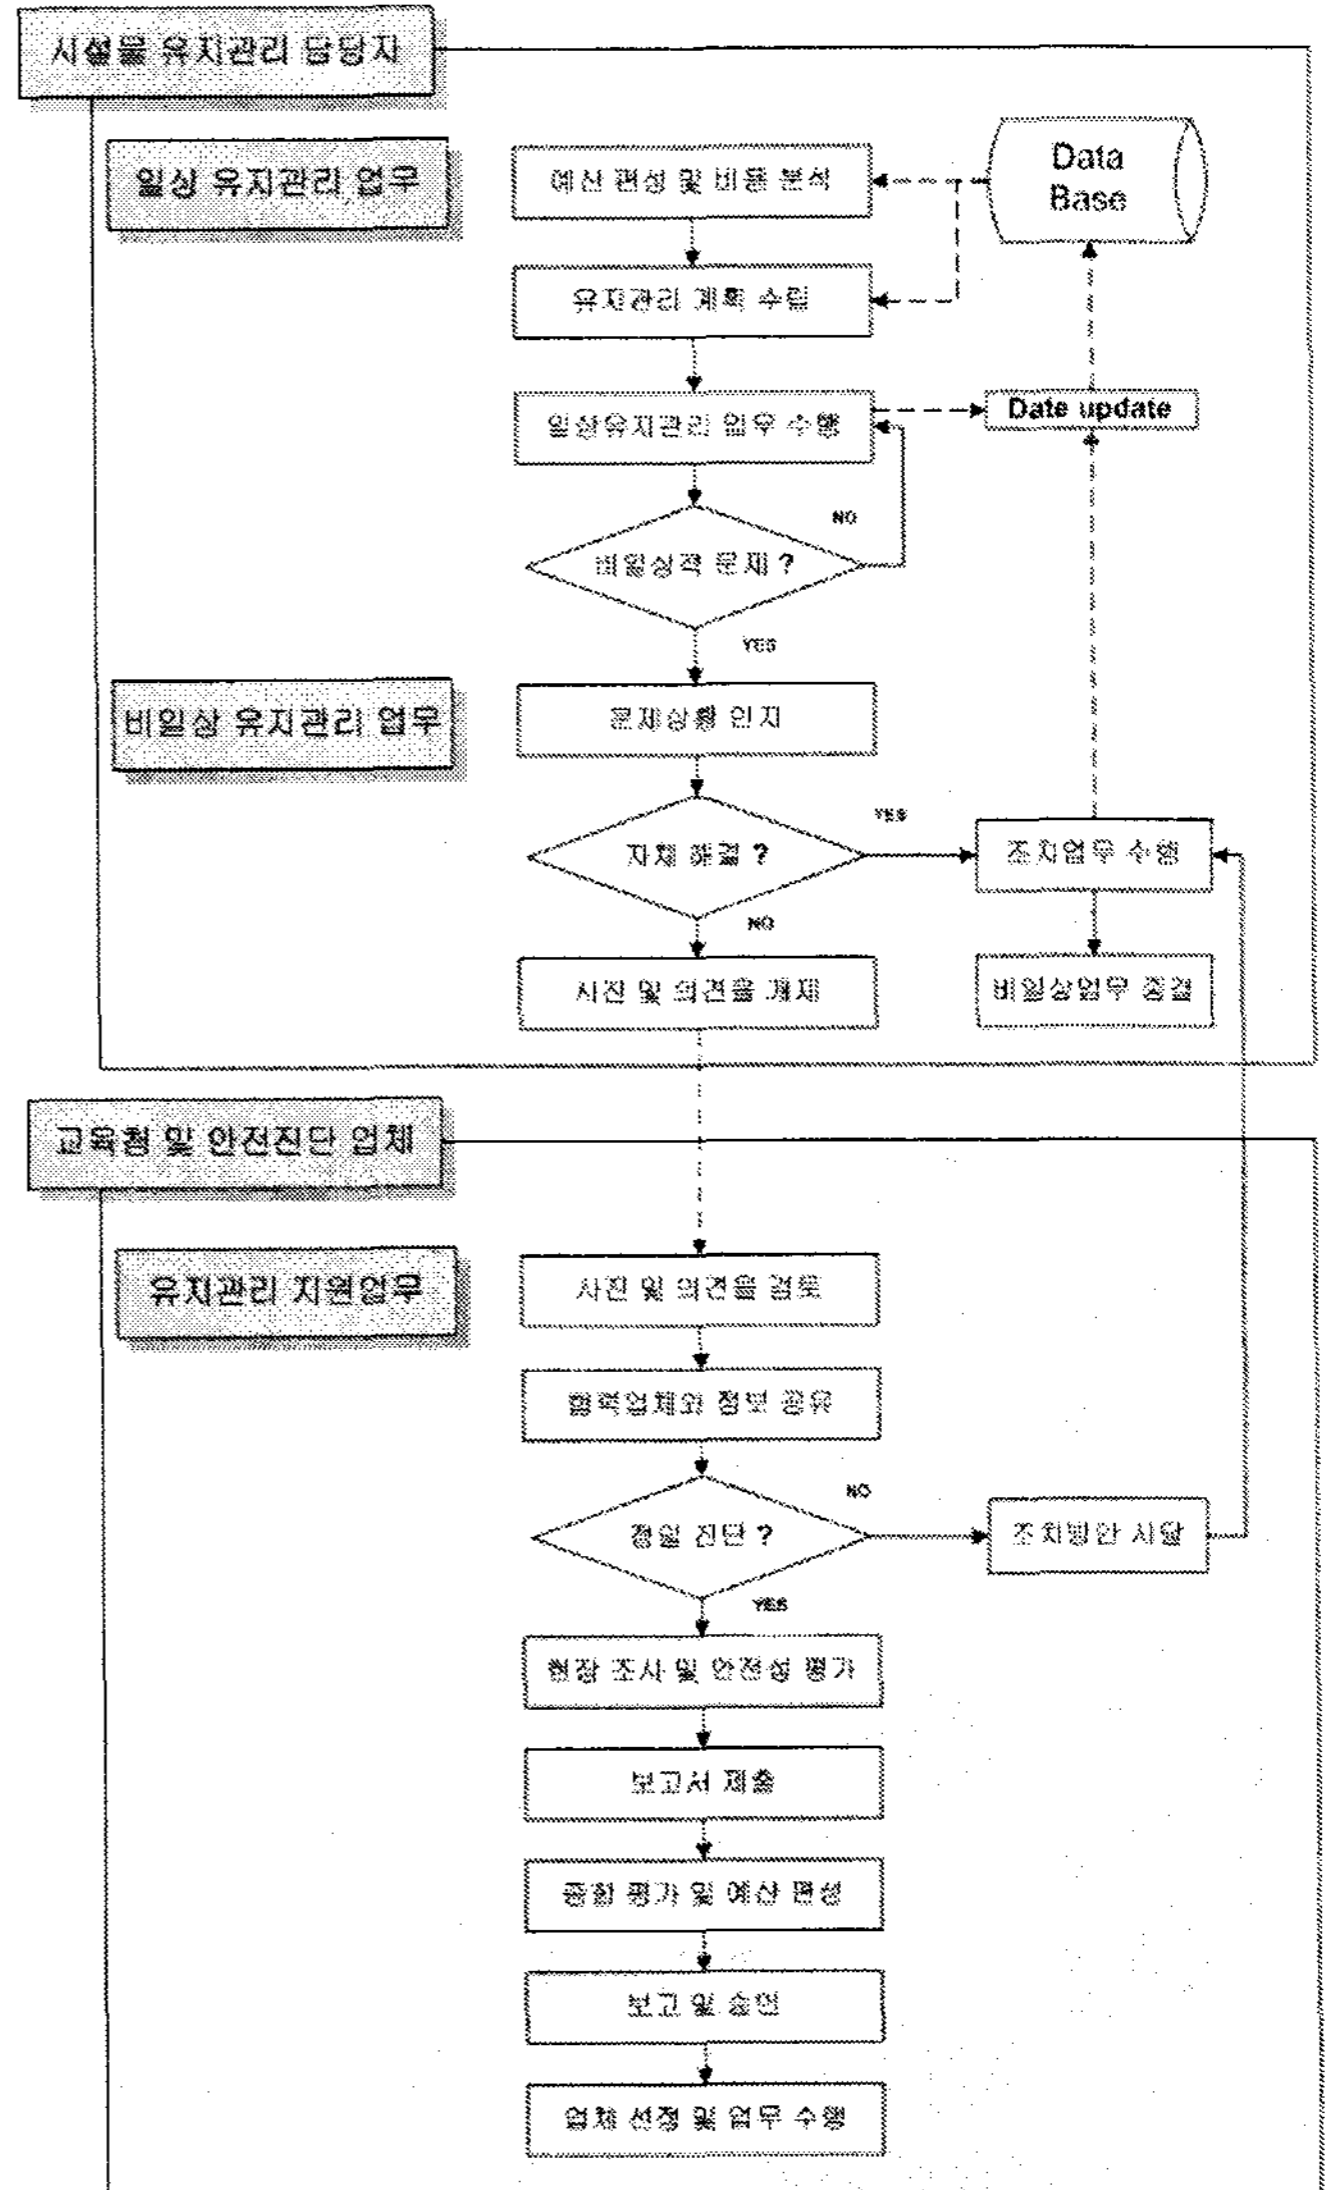 시설물 유지관리 담당자
일상 유지관리 업무
예산 편성 및 비용 분석
Data
Base
유지관리 계획 수립
일상유지관리 업무 수행
Date update
NO
비일상적 문제 ?
YES
비일상 유지관리 업무
문제상황 인지
YES
자체 해결 ?
조치업무 수행
NO
사진 및 의견을 개제
비일상업무 종결
교육청 및 안전진단 업체
유지관리 지원업무
사진 및 의견을 검토
협력업체와 정보 공유
NO
정밀 진단 ?
조치방안 시달
YES
현장 조사 및 안전성 평가
보고서 제출
종합 평가 및 예산 편성
보고 및 승인
업체 선정 및 업무 수행